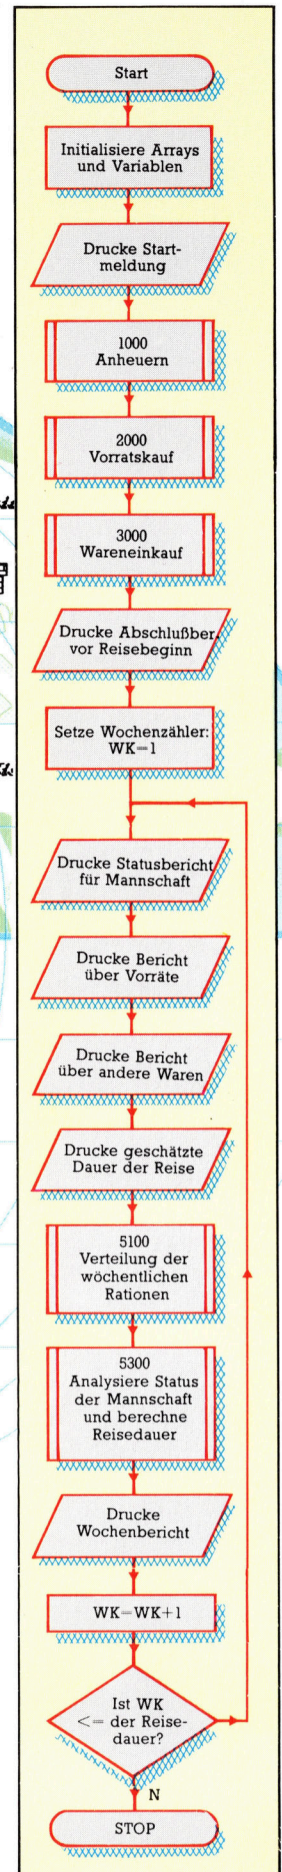 Start
Initialisiere Arrays
und Variablen
Drucke Start-
meldung
1000
Anheuern
2000
Vorratskauf
3000
Wareneinkauf
Drucke Abschlußber.
vor Reisebeginn
Setze Wochenzähler:
WK=1
Drucke Statusbericht
für Mannschaft
Drucke Bericht
über Vorräte
Drucke Bericht
über andere Waren
Drucke geschätzte
Dauer der Reise
5100
Verteilung der
wöchentlichen
Rationen
5300
Analysiere Status
der Mannschaft
und berechne
Reisedauer
Drucke
Wochenbericht
WK=WK+1
Ist WK
<= der Reise-
dauer?
N
STOP